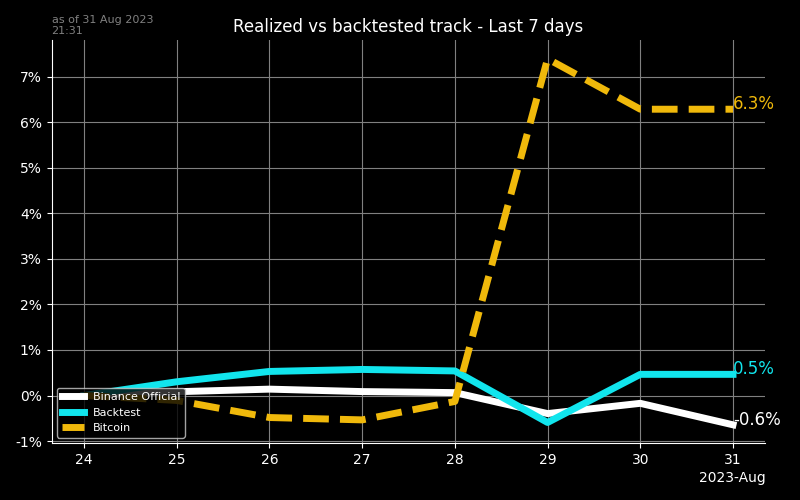 as of 31 Aug 2023
21:31
Realized vs backtested track - Last 7 days
7%
6%
5%
4%
3%
2%
1%
0%
-1%
6.3%
0.5%
-0.6%
Binance Official
Backtest
Bitcoin
24 25 26 27 28 29 30 31
2023-Aug